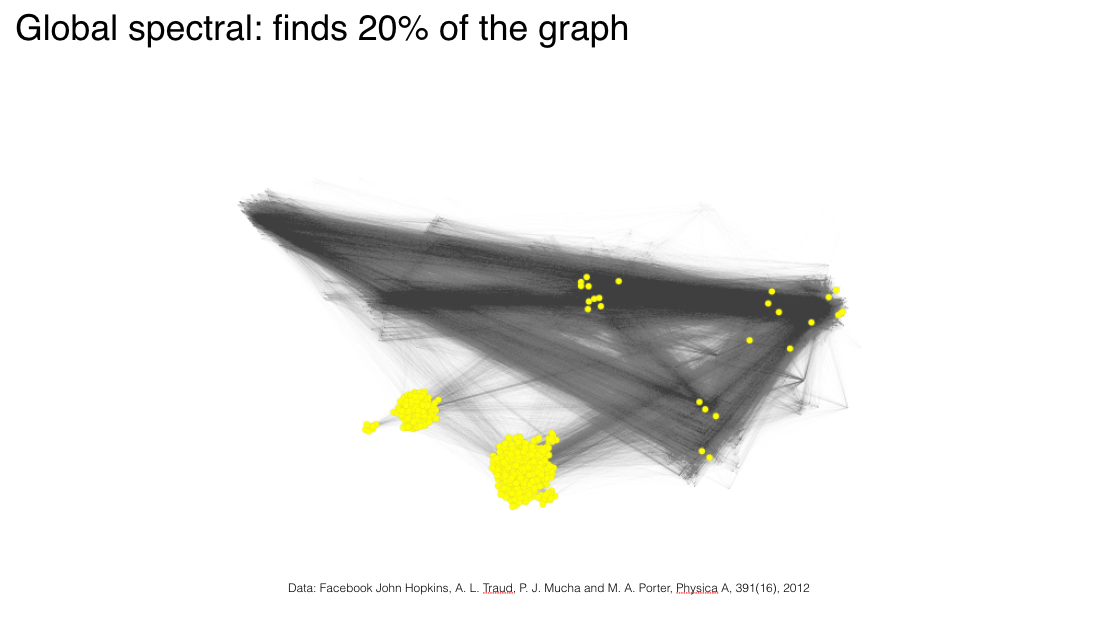 Global spectral: finds 20% of the graph
Data: Facebook John Hopkins, A. L. Traud, P. J. Mucha and M. A. Porter, Physica A, 391(16), 2012